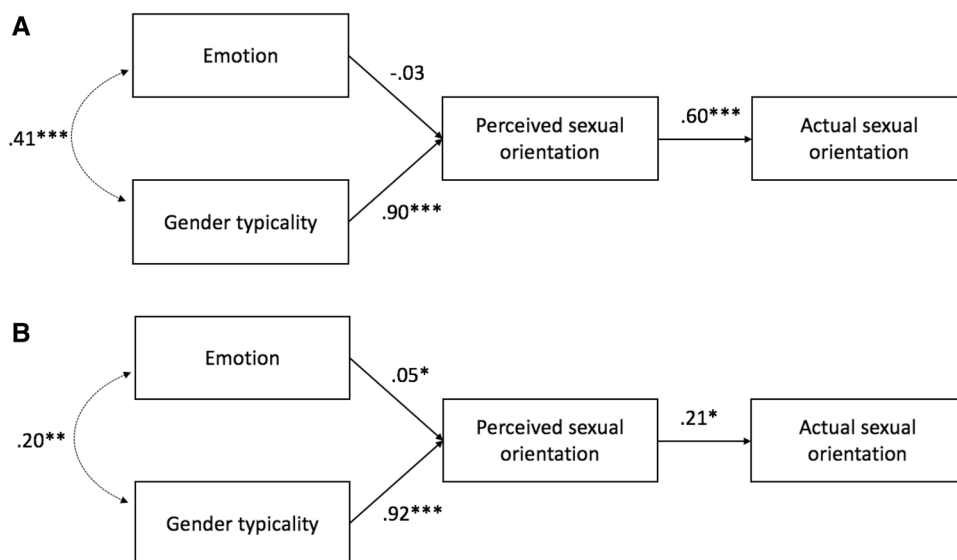 A
Emotion
-.03
.41***
Perceived sexual
orientation
.60***
Actual sexual
orientation
Gender typicality
.90***
B
Emotion
.05*
.20**
Perceived sexual
orientation
.21*
Actual sexual
orientation
Gender typicality
.92***